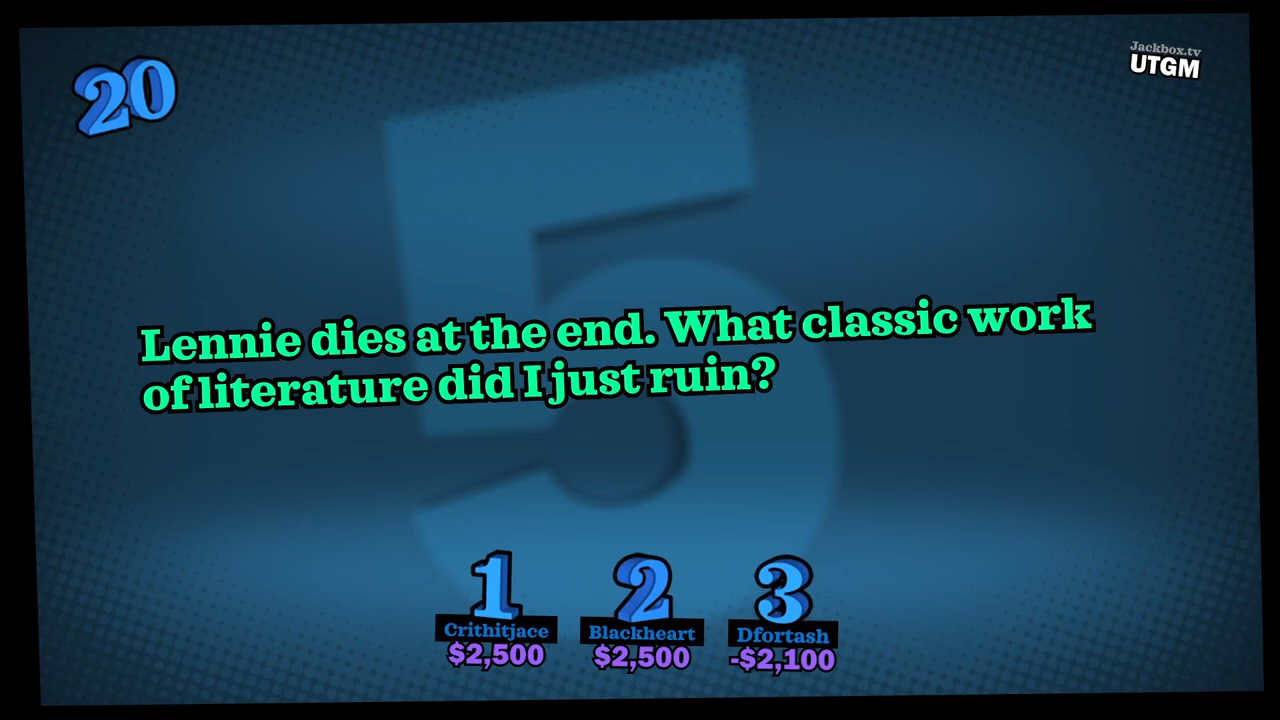 20
Jackbox.tv
UTGM
Lennie dies at the end. What classic work
of literature did I just ruin?
5
1 2 3
Crithitjace Blackheart Dfortash
$2,500 $2,500 -$2,100